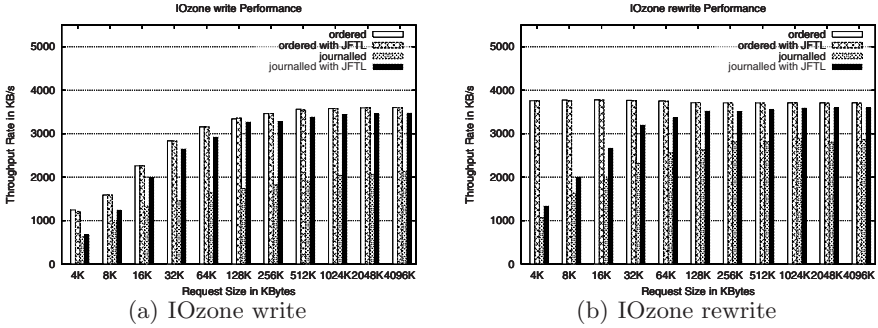 IOzone write Performance
ordered
ordered with JFTL
journalled
journalled with JFTL
5000
4000
3000
2000
1000
0
Throughput Rate in KB/s
4K 8K 16K 32K 64K 128K 256K 512K 1024K 2048K 4096K
Request Size in KBytes
(a) IOzone write
IOzone rewrite Performance
ordered
ordered with JFTL
journalled
journalled with JFTL
5000
4000
3000
2000
1000
0
Throughput Rate in KB/s
4K 8K 16K 32K 64K 128K 256K 512K 1024K 2048K 4096K
Request Size in KBytes
(b) IOzone rewrite